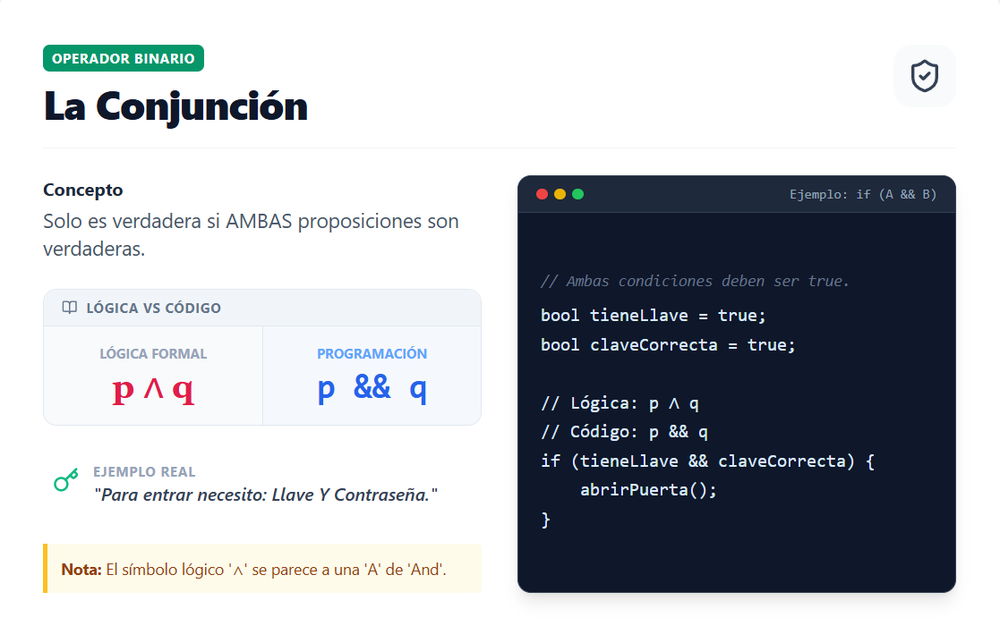 OPERADOR BINARIO
La Conjunción
Concepto
Solo es verdadera si AMBAS proposiciones son
verdaderas.
LÓGICA VS CÓDIGO
LÓGICA FORMAL
p ∧ q
PROGRAMACIÓN
p && q
EJEMPLO REAL
"Para entrar necesito: Llave Y Contraseña."
Nota: El símbolo lógico '∧' se parece a una 'A' de 'And'.
Ejemplo: if (A && B)
// Ambas condiciones deben ser true.
bool tieneLlave = true;
bool claveCorrecta = true;
// Lógica: p ∧ q
// Código: p && q
if (tieneLlave && claveCorrecta) {
    abrirPuerta();
}